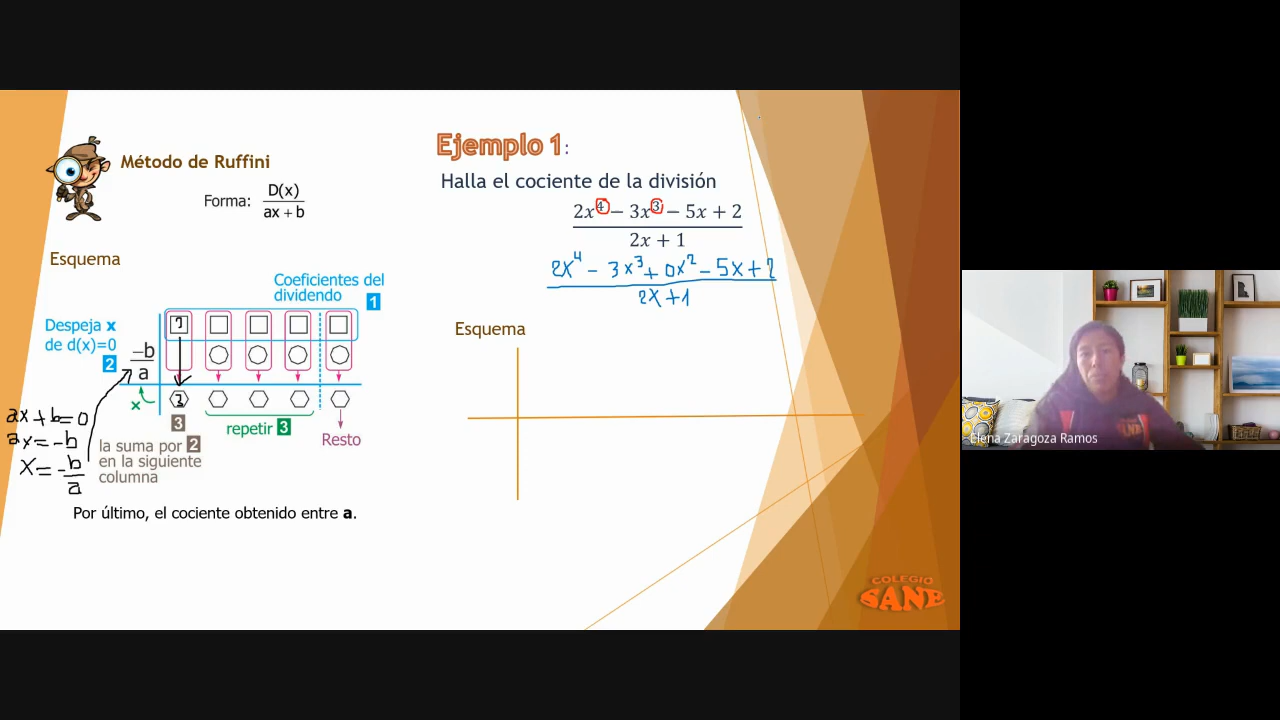 Método de Ruffini
Forma: D(x)
ax + b
Esquema
Coeficientes del
dividendo 1
Despeja x
de d(x)=0
2
-b
a
x
3
la suma por 2
en la siguiente
columna
repetir 3
Resto
ax + b = 0
ax = -b
x = -b
a
Por último, el cociente obtenido entre a.
Ejemplo 1:
Halla el cociente de la división
2x⁴ − 3x³ − 5x + 2
2x + 1
2x⁴ - 3x³ + 0x² - 5x + 2
2x + 1
Esquema
COLEGIO
SANE
Elena Zaragoza Ramos